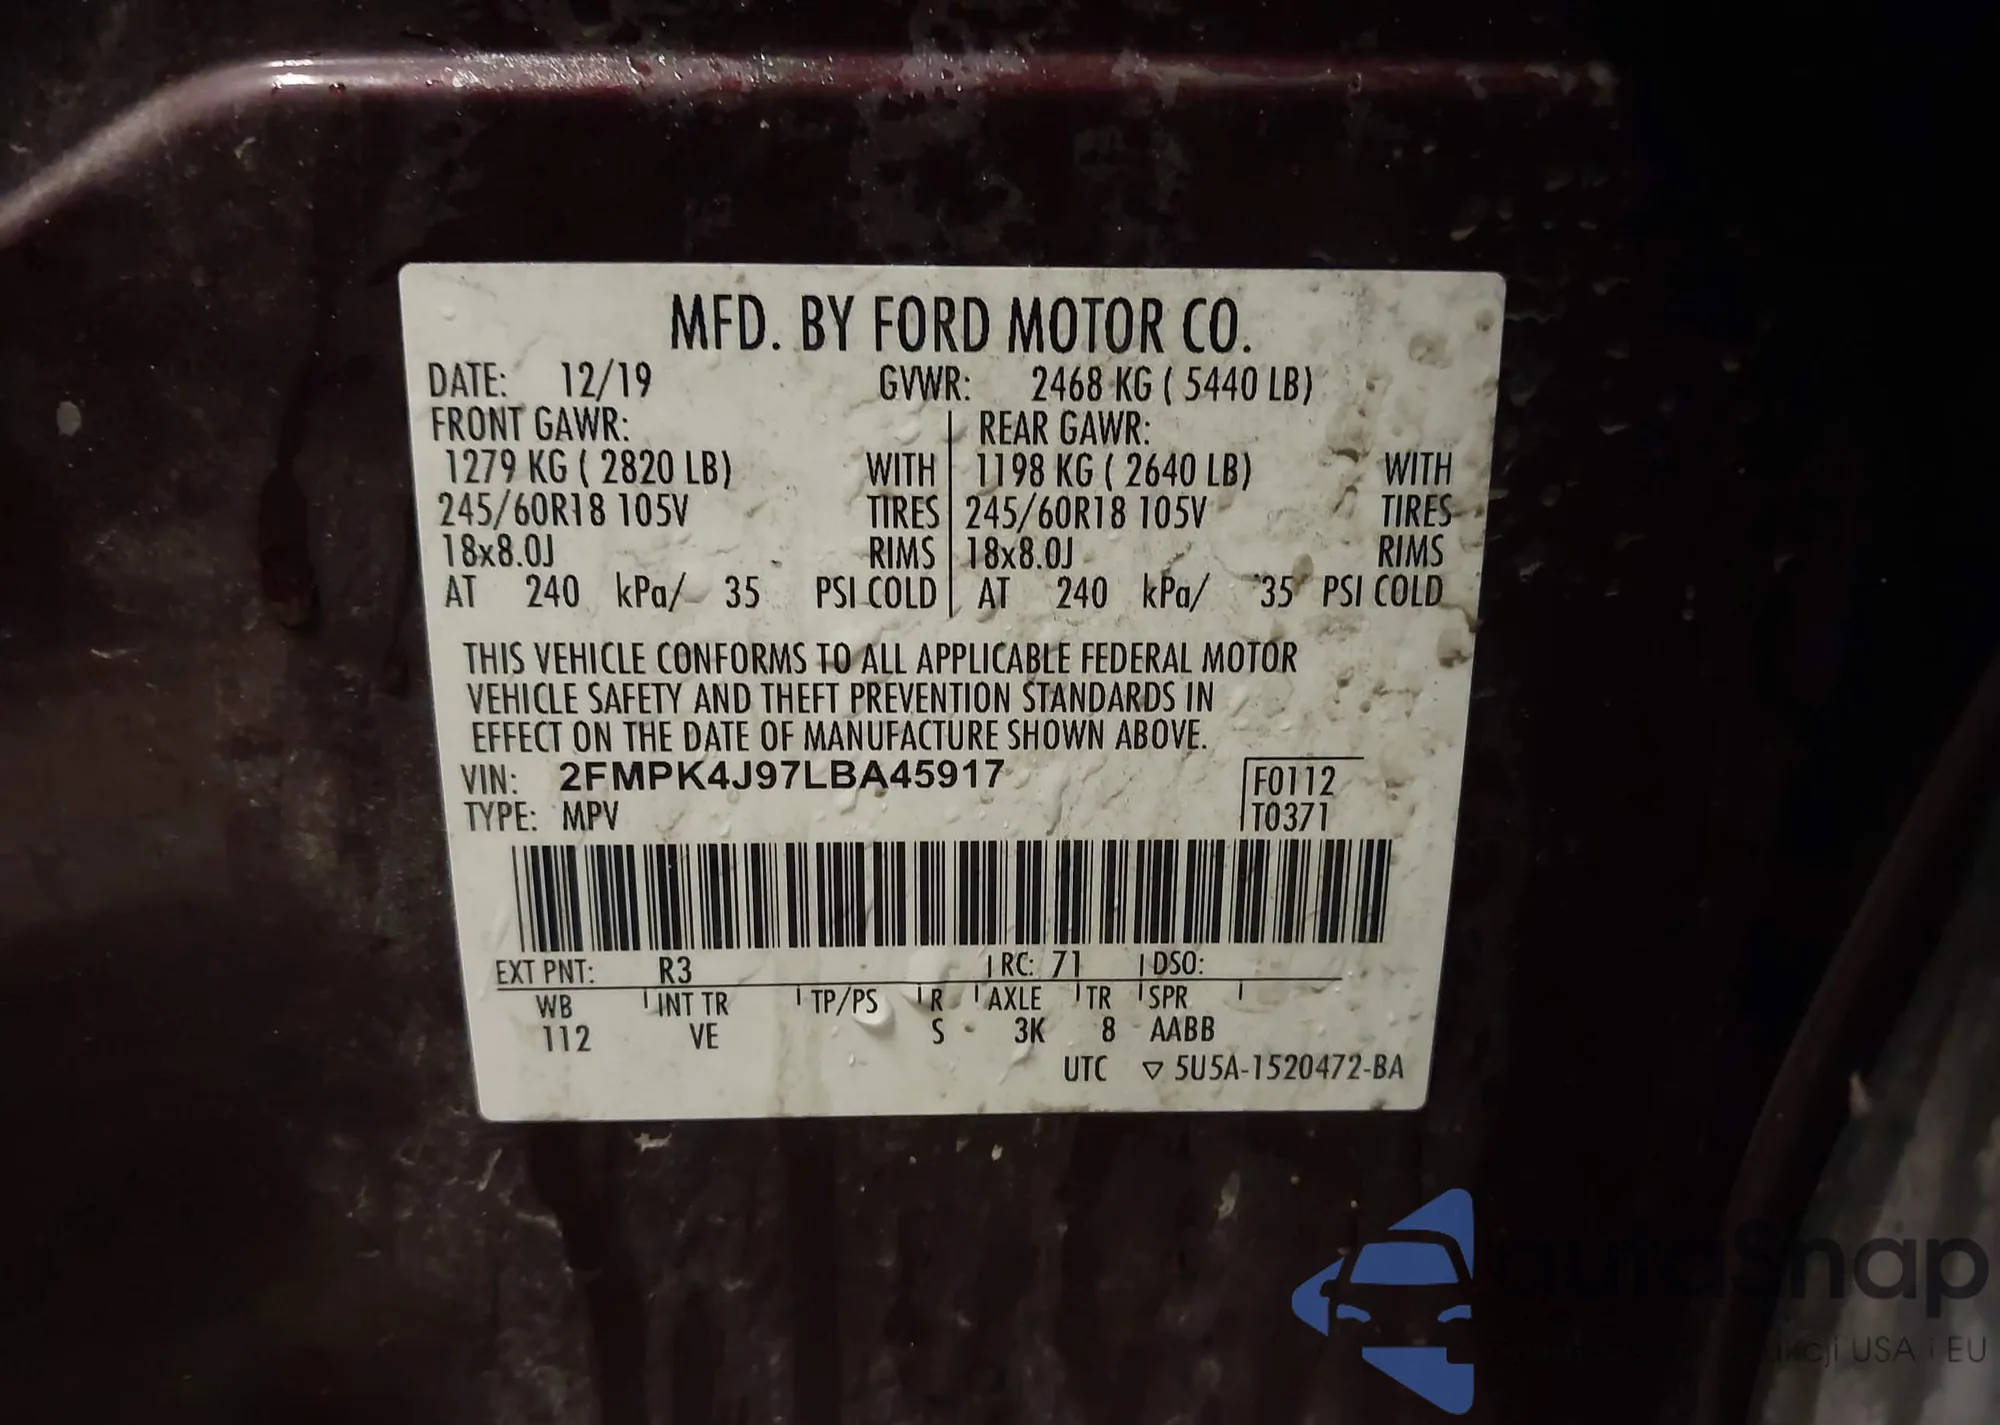 MFD. BY FORD MOTOR CO.
DATE: 12/19 GVWR: 2468 KG ( 5440 LB)
FRONT GAWR: REAR GAWR:
1279 KG ( 2820 LB) WITH 1198 KG ( 2640 LB) WITH
245/60R18 105V TIRES 245/60R18 105V TIRES
18x8.0J RIMS 18x8.0J RIMS
AT 240 kPa/ 35 PSI COLD AT 240 kPa/ 35 PSI COLD
THIS VEHICLE CONFORMS TO ALL APPLICABLE FEDERAL MOTOR
VEHICLE SAFETY AND THEFT PREVENTION STANDARDS IN
EFFECT ON THE DATE OF MANUFACTURE SHOWN ABOVE.
VIN: 2FMPK4J97LBA45917 F0112
TYPE: MPV T0371
EXT PNT: R3 RC: 71 DSO:
WB INT TR TP/PS R AXLE TR SPR
112 VE S 3K 8 AABB
UTC ▽ 5U5A-1520472-BA
autoSnap
USA i EU